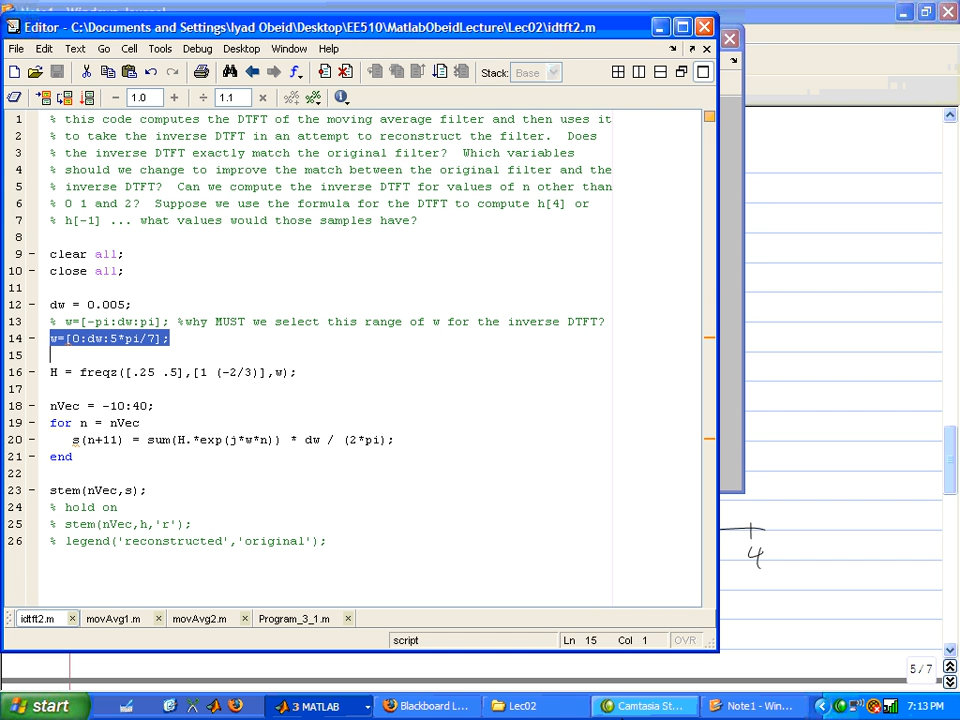 Note1 - Windows Journal
Editor - C:\Documents and Settings\Iyad Obeid\Desktop\EE510\MatlabObeidLecture\Lec02\idtft2.m
File Edit Text Go Cell Tools Debug Desktop Window Help
Stack: Base
1.0 1.1
1 % this code computes the DTFT of the moving average filter and then uses it
2 % to take the inverse DTFT in an attempt to reconstruct the filter. Does
3 % the inverse DTFT exactly match the original filter? Which variables
4 % should we change to improve the match between the original filter and the
5 % inverse DTFT? Can we compute the inverse DTFT for values of n other than
6 % 0 1 and 2? Suppose we use the formula for the DTFT to compute h[4] or
7 % h[-1] ... what values would those samples have?
8
9 - clear all;
10 - close all;
11
12 - dw = 0.005;
13 % w=[-pi:dw:pi]; %why MUST we select this range of w for the inverse DTFT?
14 - w=[0:dw:5*pi/7];
15
16 - H = freqz([.25 .5],[1 (-2/3)],w);
17
18 - nVec = -10:40;
19 - for n = nVec
20 - s(n+11) = sum(H.*exp(j*w*n)) * dw / (2*pi);
21 - end
22
23 - stem(nVec,s);
24 % hold on
25 % stem(nVec,h,'r');
26 % legend('reconstructed','original');
4
idtft2.m movAvg1.m movAvg2.m Program_3_1.m
script Ln 15 Col 1 OVR
5 / 7
start 3 MATLAB Blackboard L... Lec02 Camtasia St... Note1 - Win... 7:13 PM